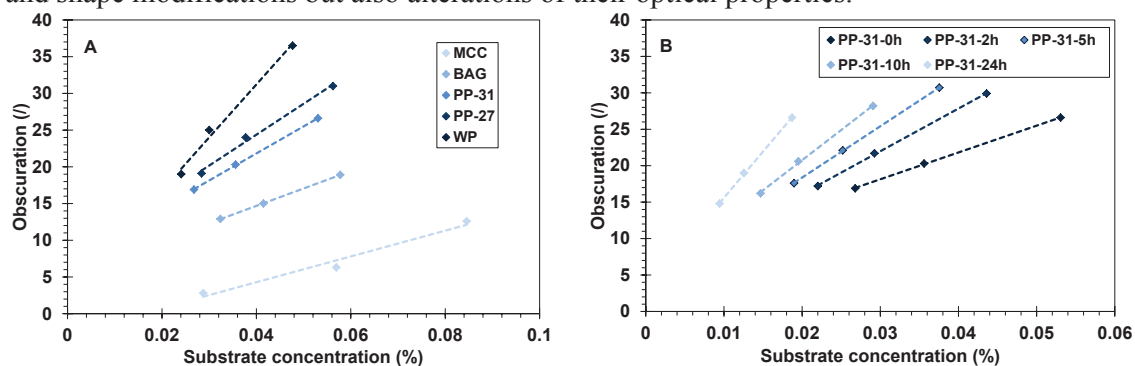 and shape modifications but also alterations of their optical properties.
A
MCC
BAG
PP-31
PP-27
WP
Obscuration (/)
40
35
30
25
20
15
10
5
0
0
0.02
0.04
0.06
0.08
0.1
Substrate concentration (%)
B
PP-31-0h PP-31-2h PP-31-5h
PP-31-10h PP-31-24h
Obscuration (/)
40
35
30
25
20
15
10
5
0
0
0.01
0.02
0.03
0.04
0.05
0.06
Substrate concentration (%)